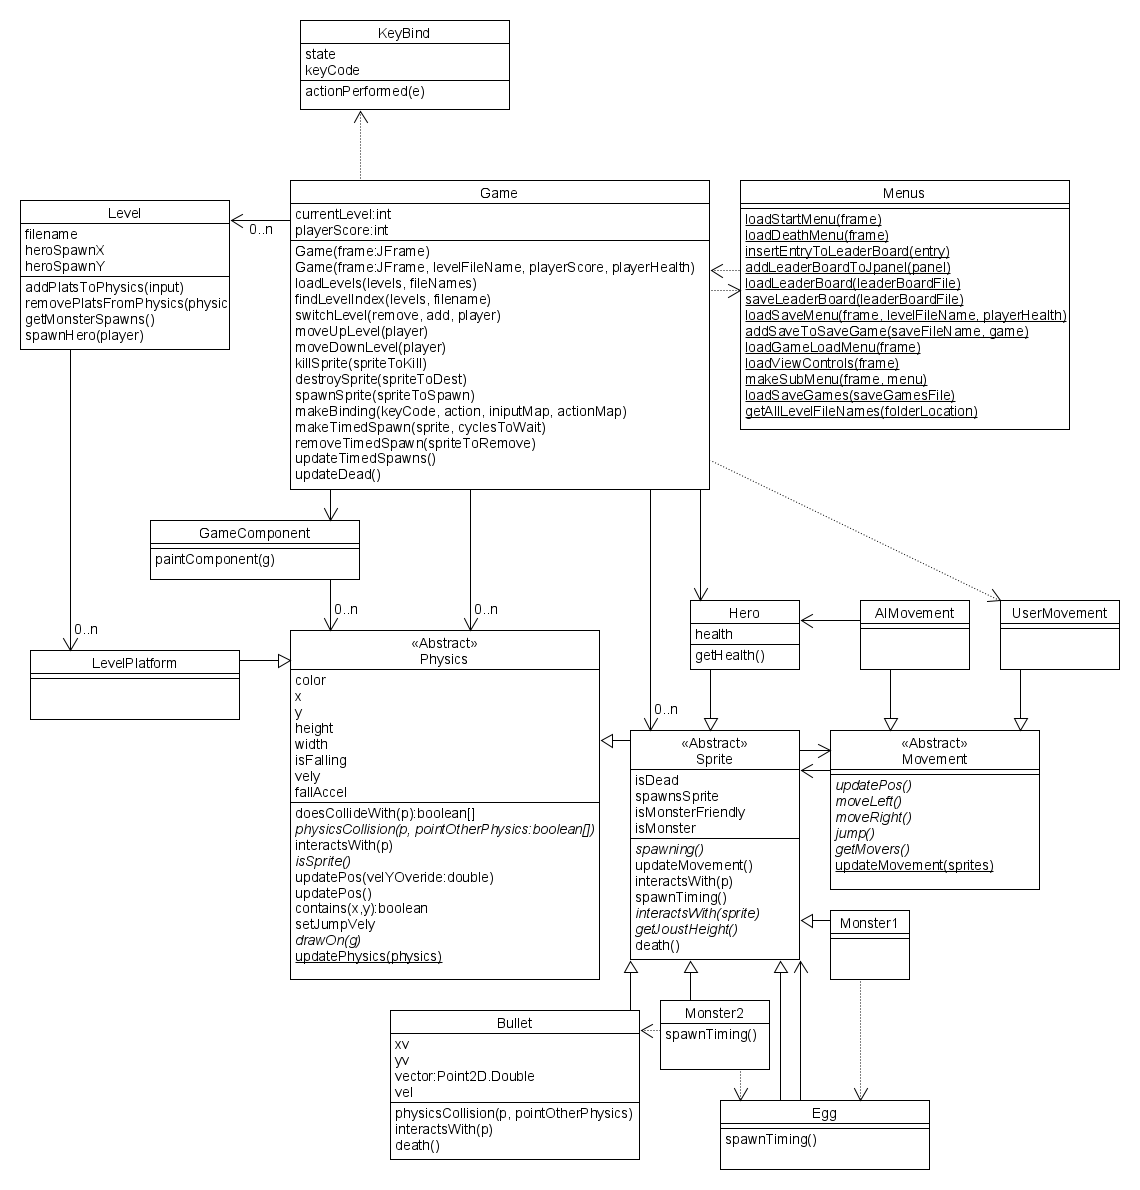 KeyBind
state
keyCode
actionPerformed(e)
Game
currentLevel:int
playerScore:int
Game(frame:JFrame)
Game(frame:JFrame, levelFileName, playerScore, playerHealth)
loadLevels(levels, fileNames)
findLevelIndex(levels, filename)
switchLevel(remove, add, player)
moveUpLevel(player)
moveDownLevel(player)
killSprite(spriteToKill)
destroySprite(spriteToDest)
spawnSprite(spriteToSpawn)
makeBinding(keyCode, action, iniputMap, actionMap)
makeTimedSpawn(sprite, cyclesToWait)
removeTimedSpawn(spriteToRemove)
updateTimedSpawns()
updateDead()
Menus
loadStartMenu(frame)
loadDeathMenu(frame)
insertEntryToLeaderBoard(entry)
addLeaderBoardToJpanel(panel)
loadLeaderBoard(leaderBoardFile)
saveLeaderBoard(leaderBoardFile)
loadSaveMenu(frame, levelFileName, playerHealth)
addSaveToSaveGame(saveFileName, game)
loadGameLoadMenu(frame)
loadViewControls(frame)
makeSubMenu(frame, menu)
loadSaveGames(saveGamesFile)
getAllLevelFileNames(folderLocation)
Level
filename
heroSpawnX
heroSpawnY
addPlatsToPhysics(input)
removePlatsFromPhysics(physic
getMonsterSpawns()
spawnHero(player)
0..n
GameComponent
paintComponent(g)
0..n
0..n
0..n
LevelPlatform
«Abstract»
Physics
color
x
y
height
width
isFalling
vely
fallAccel
doesCollideWith(p):boolean[]
physicsCollision(p, pointOtherPhysics:boolean[])
interactsWith(p)
isSprite()
updatePos(velYOveride:double)
updatePos()
contains(x,y):boolean
setJumpVely
drawOn(g)
updatePhysics(physics)
Hero
health
getHealth()
AIMovement
UserMovement
0..n
«Abstract»
Sprite
isDead
spawnsSprite
isMonsterFriendly
isMonster
spawning()
updateMovement()
interactsWith(p)
spawnTiming()
interactsWith(sprite)
getJoustHeight()
death()
«Abstract»
Movement
updatePos()
moveLeft()
moveRight()
jump()
getMovers()
updateMovement(sprites)
Monster1
Bullet
xv
yv
vector:Point2D.Double
vel
physicsCollision(p, pointOtherPhysics)
interactsWith(p)
death()
Monster2
spawnTiming()
Egg
spawnTiming()